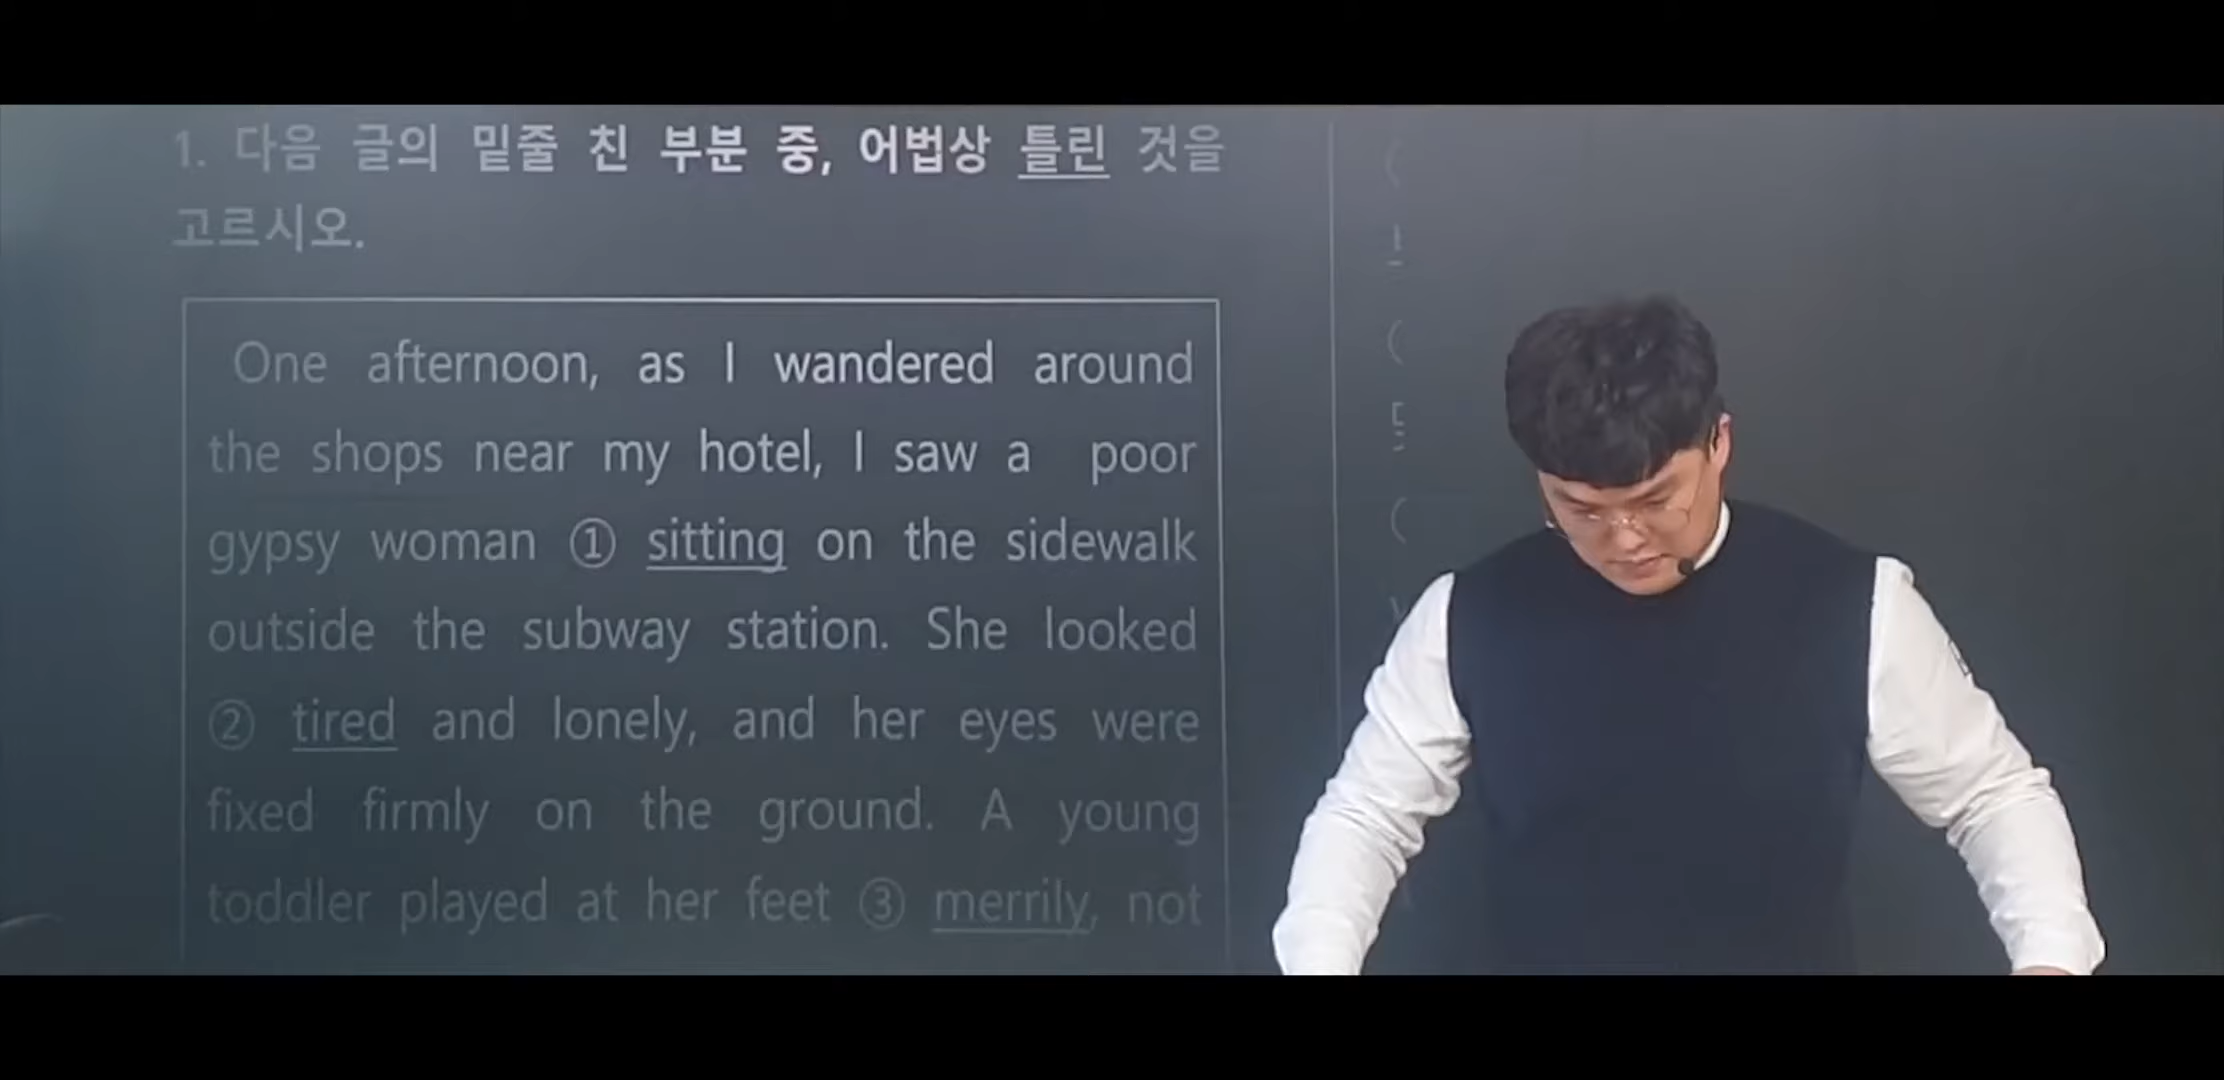 1. 다음 글의 밑줄 친 부분 중, 어법상 틀린 것을
고르시오.
One afternoon, as I wandered around
the shops near my hotel, I saw a poor
gypsy woman ① sitting on the sidewalk
outside the subway station. She looked
② tired and lonely, and her eyes were
fixed firmly on the ground. A young
toddler played at her feet ③ merrily, not